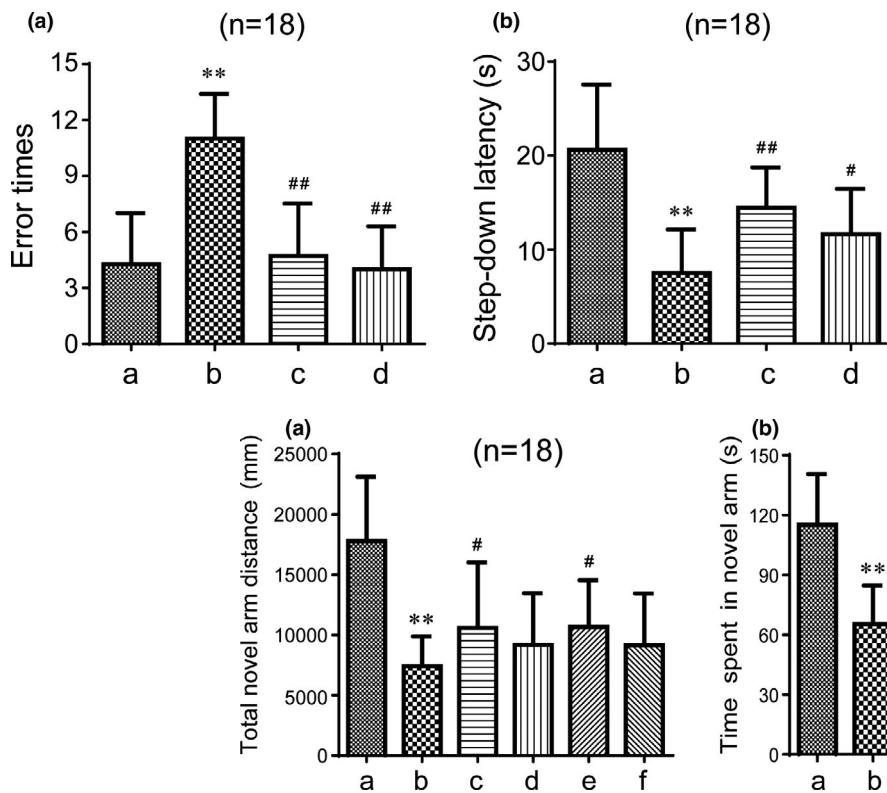 (a)
(n=18)
Error times
15
12
9
6
3
0
**
##
##
a b c d
(b)
(n=18)
Step-down latency (s)
30
20
10
0
**
##
#
a b c d
(a)
(n=18)
Total novel arm distance (mm)
25000
20000
15000
10000
5000
0
**
#
#
a b c d e f
(b)
Time spent in novel arm (s)
150
120
90
60
30
0
**
a b